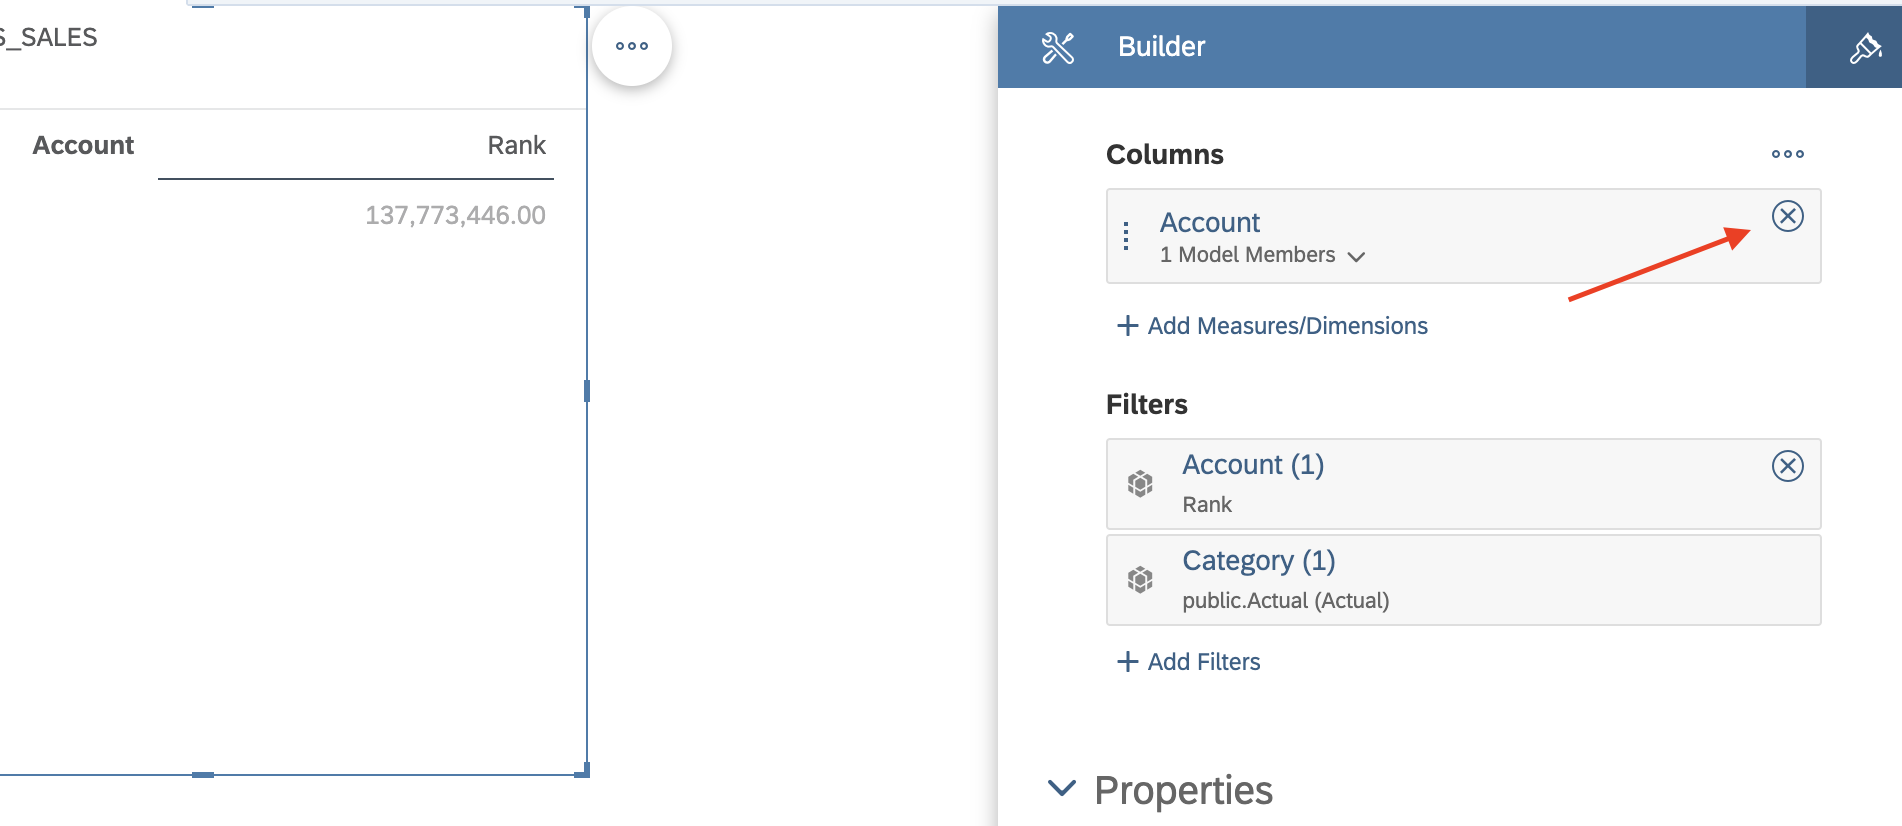 S_SALES
Account Rank
137,773,446.00
Builder
Columns
Account
1 Model Members
+ Add Measures/Dimensions
Filters
Account (1)
Rank
Category (1)
public.Actual (Actual)
+ Add Filters
Properties